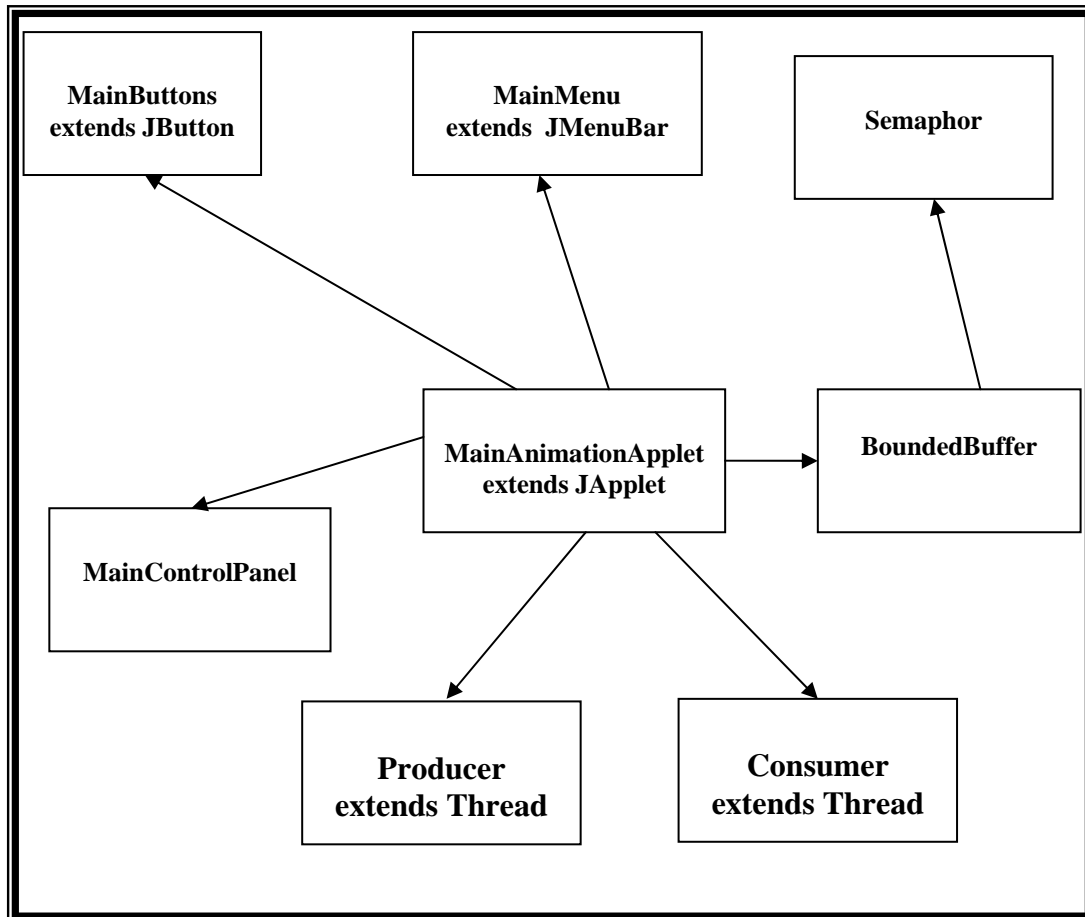 MainButtons
extends JButton
MainMenu
extends JMenuBar
Semaphor
MainAnimationApplet
extends JApplet
BoundedBuffer
MainControlPanel
Producer
extends Thread
Consumer
extends Thread